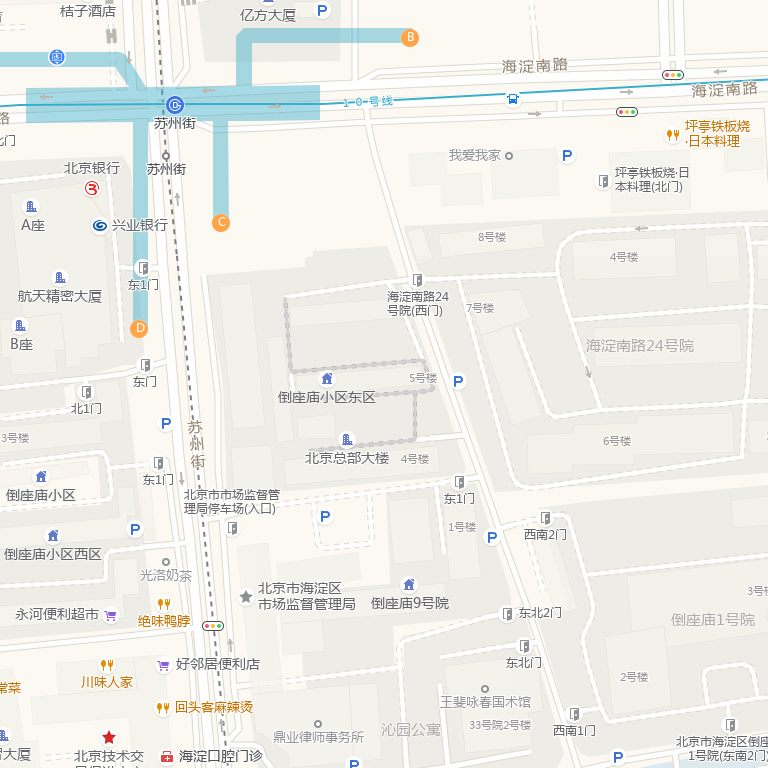 桔子酒店
亿方大厦
P
B
海淀南路
海淀南路
路
10号线
苏州街
苏州街
北门
北京银行
A座
兴业银行
C
航天精密大厦
东1门
B座
D
东门
北1门
我爱我家
P
坪亭铁板烧
·日本料理
坪亭铁板烧·日
本料理(北门)
8号楼
4号楼
海淀南路24
号院(西门)
7号楼
海淀南路24号院
5号楼
P
倒座庙小区东区
6号楼
P
苏州街
3号楼
北京总部大楼
4号楼
东1门
倒座庙小区
北京市市场监督管
理局停车场(入口)
东1门
P
P
1号楼
P
西南2门
倒座庙小区西区
光洛奶茶
北京市海淀区
市场监督管理局
倒座庙9号院
3号楼
永河便利超市
绝味鸭脖
东北2门
倒座庙1号院
好邻居便利店
东北门
川味人家
常菜
2号楼
回头客麻辣烫
王斐咏春国术馆
鼎业律师事务所
沁园公寓
33号院2号楼
西南1门
大厦
北京技术交
海淀口腔门诊
P
P
北京市海淀区倒座
1号院(东南2门)